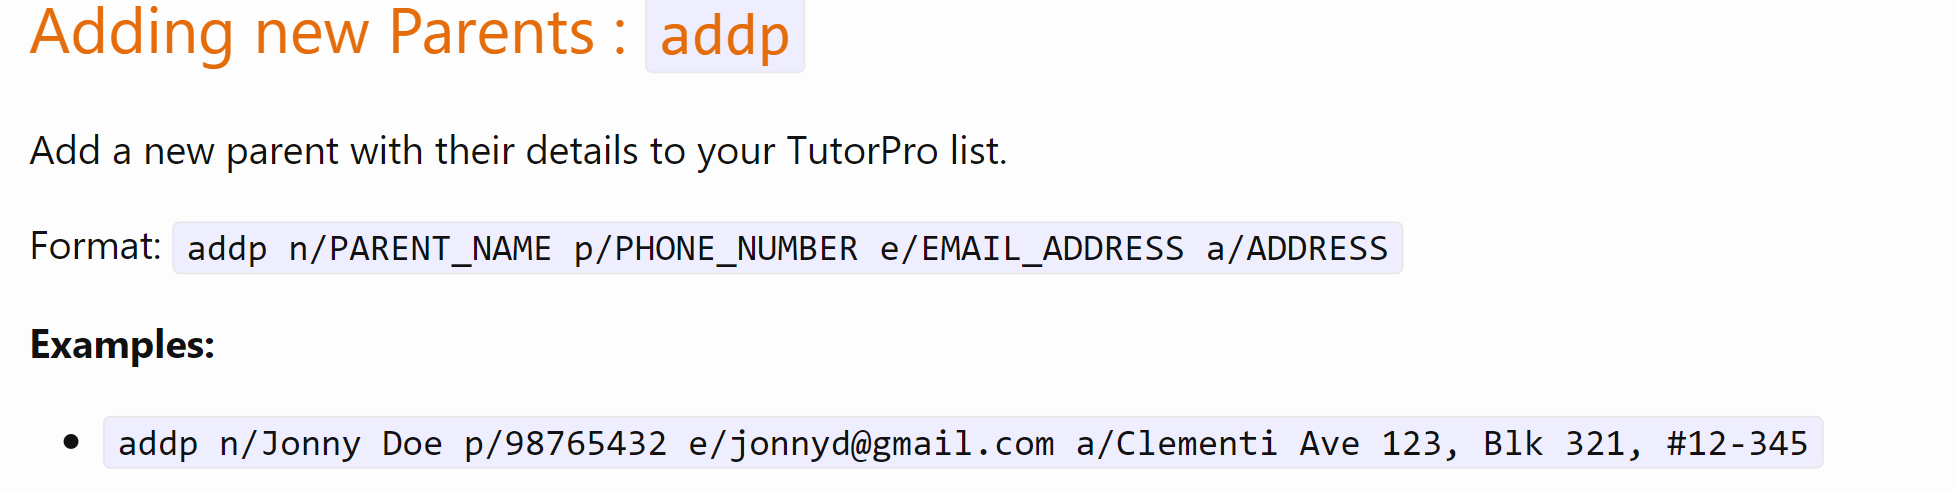 Adding new Parents : addp
Add a new parent with their details to your TutorPro list.
Format: addp n/PARENT_NAME p/PHONE_NUMBER e/EMAIL_ADDRESS a/ADDRESS
Examples:
• addp n/Jonny Doe p/98765432 e/jonnyd@gmail.com a/Clementi Ave 123, Blk 321, #12-345